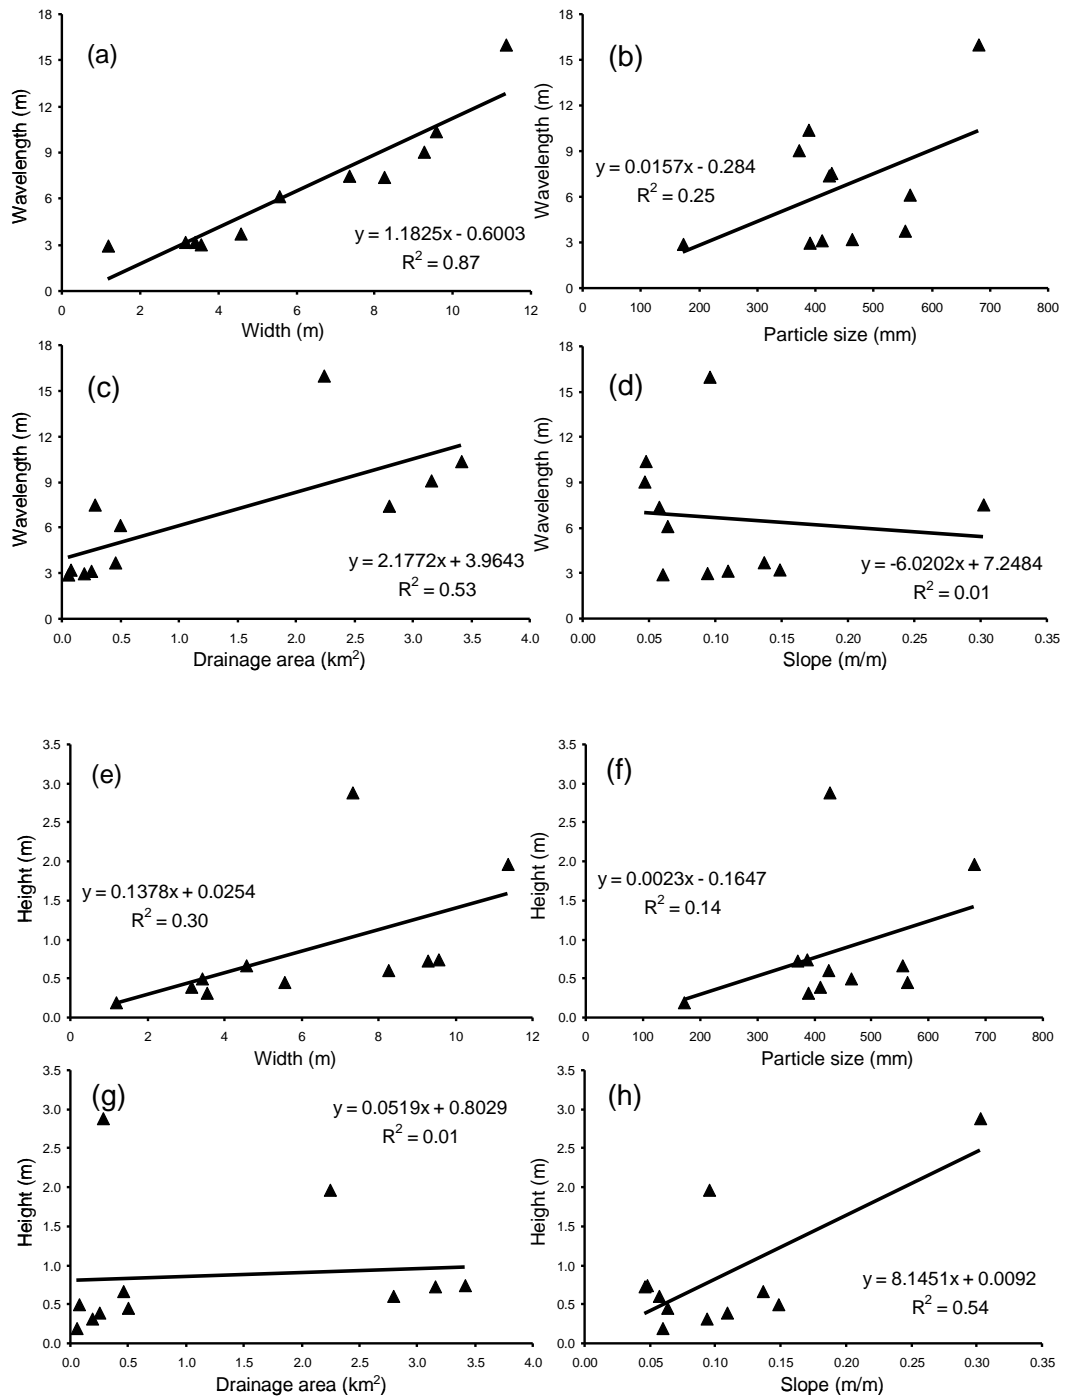 (a)
Wavelength (m)
18
15
12
9
6
3
0
y = 1.1825x - 0.6003
R² = 0.87
0 2 4 6 8 10 12
Width (m)
(b)
Wavelength (m)
18
15
12
9
6
3
0
y = 0.0157x - 0.284
R² = 0.25
0 100 200 300 400 500 600 700 800
Particle size (mm)
(c)
Wavelength (m)
18
15
12
9
6
3
0
y = 2.1772x + 3.9643
R² = 0.53
0.0 0.5 1.0 1.5 2.0 2.5 3.0 3.5 4.0
Drainage area (km²)
(d)
Wavelength (m)
18
15
12
9
6
3
0
y = -6.0202x + 7.2484
R² = 0.01
0.00 0.05 0.10 0.15 0.20 0.25 0.30 0.35
Slope (m/m)
(e)
Height (m)
3.5
3.0
2.5
2.0
1.5
1.0
0.5
0.0
y = 0.1378x + 0.0254
R² = 0.30
0 2 4 6 8 10 12
Width (m)
(f)
Height (m)
3.5
3.0
2.5
2.0
1.5
1.0
0.5
0.0
y = 0.0023x - 0.1647
R² = 0.14
0 100 200 300 400 500 600 700 800
Particle size (mm)
(g)
Height (m)
3.5
3.0
2.5
2.0
1.5
1.0
0.5
0.0
y = 0.0519x + 0.8029
R² = 0.01
0.0 0.5 1.0 1.5 2.0 2.5 3.0 3.5 4.0
Drainage area (km²)
(h)
Height (m)
3.5
3.0
2.5
2.0
1.5
1.0
0.5
0.0
y = 8.1451x + 0.0092
R² = 0.54
0.00 0.05 0.10 0.15 0.20 0.25 0.30 0.35
Slope (m/m)